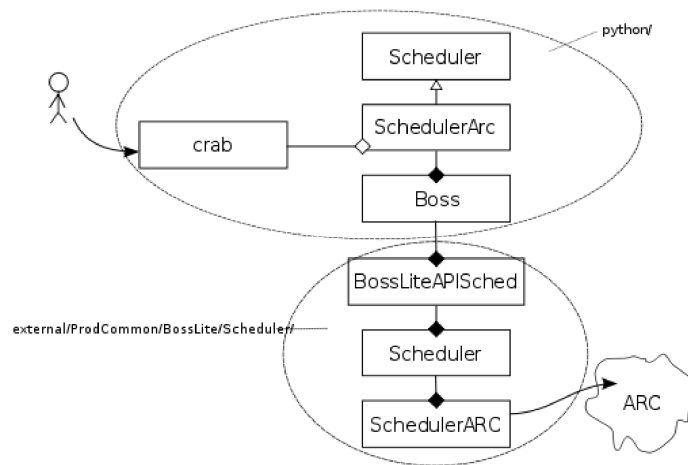 python/
Scheduler
SchedulerArc
crab
Boss
BossLiteAPISched
external/ProdCommon/BossLite/Scheduler/
Scheduler
ARC
SchedulerARC